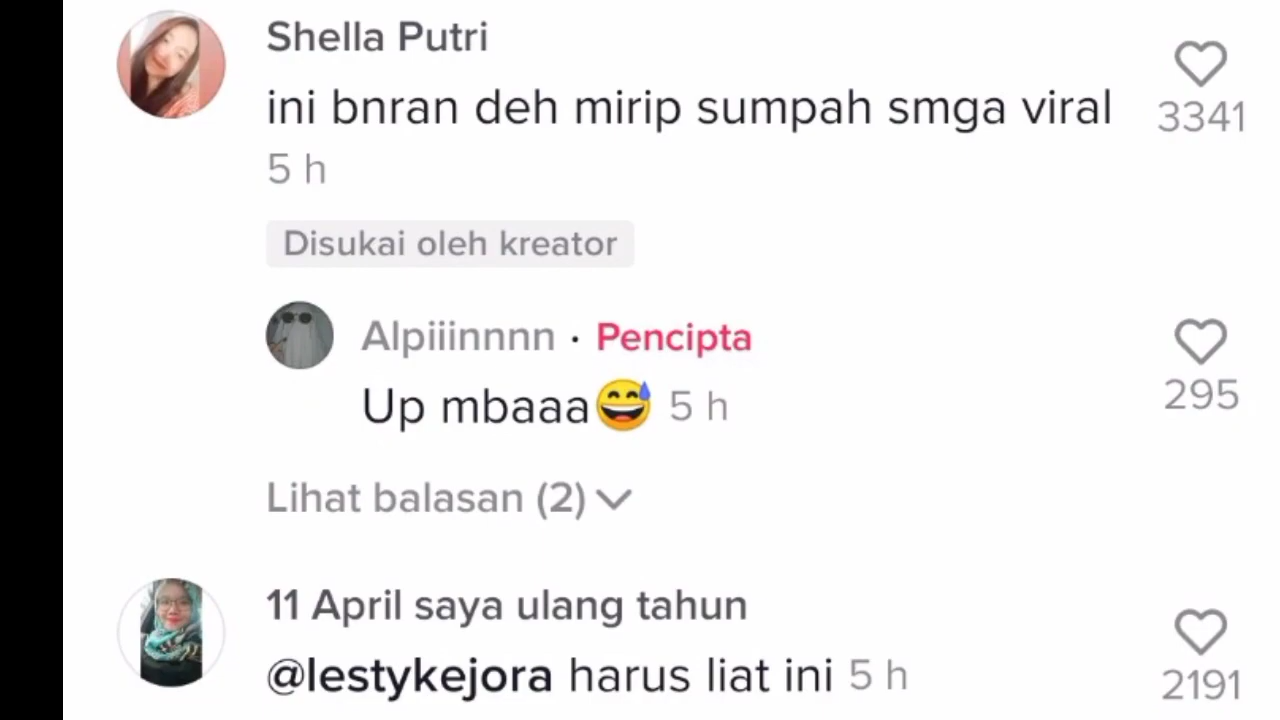 Shella Putri
ini bnran deh mirip sumpah smga viral
3341
5 h
Disukai oleh kreator
Alpiiinnnn · Pencipta
Up mbaaa😅 5 h
295
Lihat balasan (2)
11 April saya ulang tahun
@lestykejora harus liat ini 5 h
2191